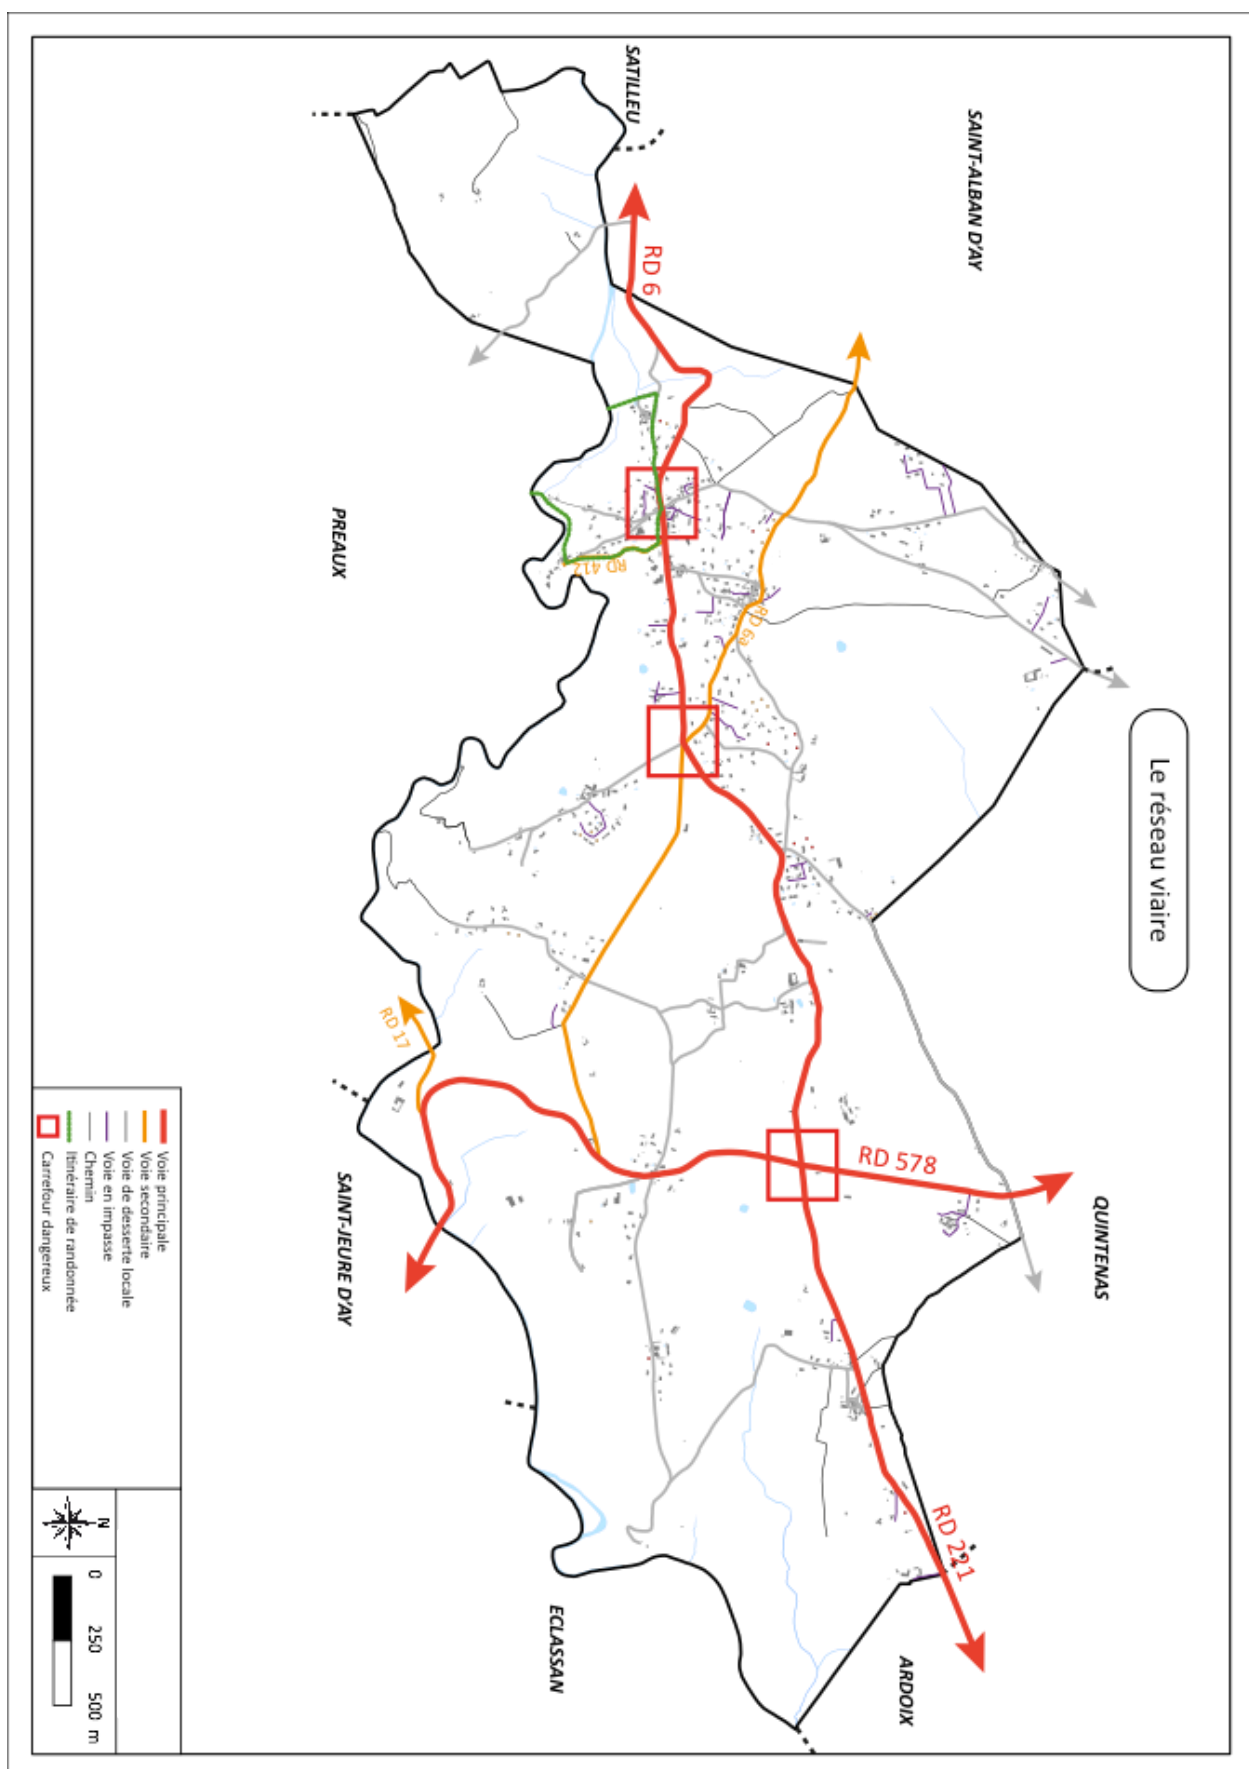 Le réseau viaire
SAINT-ALBAN D'AY
SATILLEU
QUINTENAS
ARDOIX
PREAUX
SAINT-JEURE D'AY
ECLASSAN
RD 6
RD 6a
RD 412
RD 578
RD 221
RD 17
Voie principale
Voie secondaire
Voie de desserte locale
Voie en impasse
Chemin
Itinéraire de randonnée
Carrefour dangereux
N
0 250 500 m